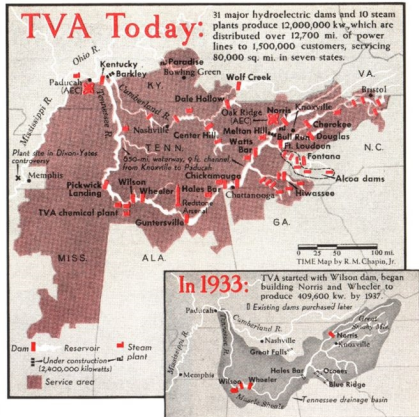 TVA Today:
31 major hydroelectric dams and 10 steam
plants produce 12,000,000 kw., which are
distributed over 12,700 mi. of power
lines to 1,500,000 customers, servicing
80,000 sq. mi. in seven states.
Ohio R.
Kentucky
Barkley
Paradise
Bowling Green
Wolf Creek
VA.
Paducah
(AEC)
KY.
Bristol
Mississippi R.
Tennessee R.
Cumberland R.
Dale Hollow
Oak Ridge
(AEC)
Norris
Knoxville
Cherokee
Nashville
Center Hill
Melton Hill
Bull Run
Douglas
Plant site in Dixon-Yates
controversy
TENN.
Watts
Bar
Ft. Loudoun
N.C.
650-mi. waterway, 9-ft. channel
from Knoxville to Paducah
Fontana
Memphis
Chickamauga
Alcoa dams
Pickwick
Landing
Wilson
Wheeler
Hales Bar
Chattanooga
Hiwassee
TVA chemical plant
Redstone
Arsenal
Guntersville
GA.
MISS.
ALA.
0 25 50 100 mi.
TIME Map by R. M. Chapin, Jr.
In 1933:
TVA started with Wilson dam, began
building Norris and Wheeler to
produce 409,600 kw. by 1937.
Existing dams purchased later
Paducah
Cumberland R.
Great
Smoky Mts.
Mississippi R.
Tennessee R.
Nashville
Norris
Knoxville
Great Falls
Memphis
Hales Bar
Ocoees
Wilson
Wheeler
Blue Ridge
Muscle Shoals
Tennessee drainage basin
Dam
Reservoir
Steam
plant
Under construction
(2,400,000 kilowatts)
Service area